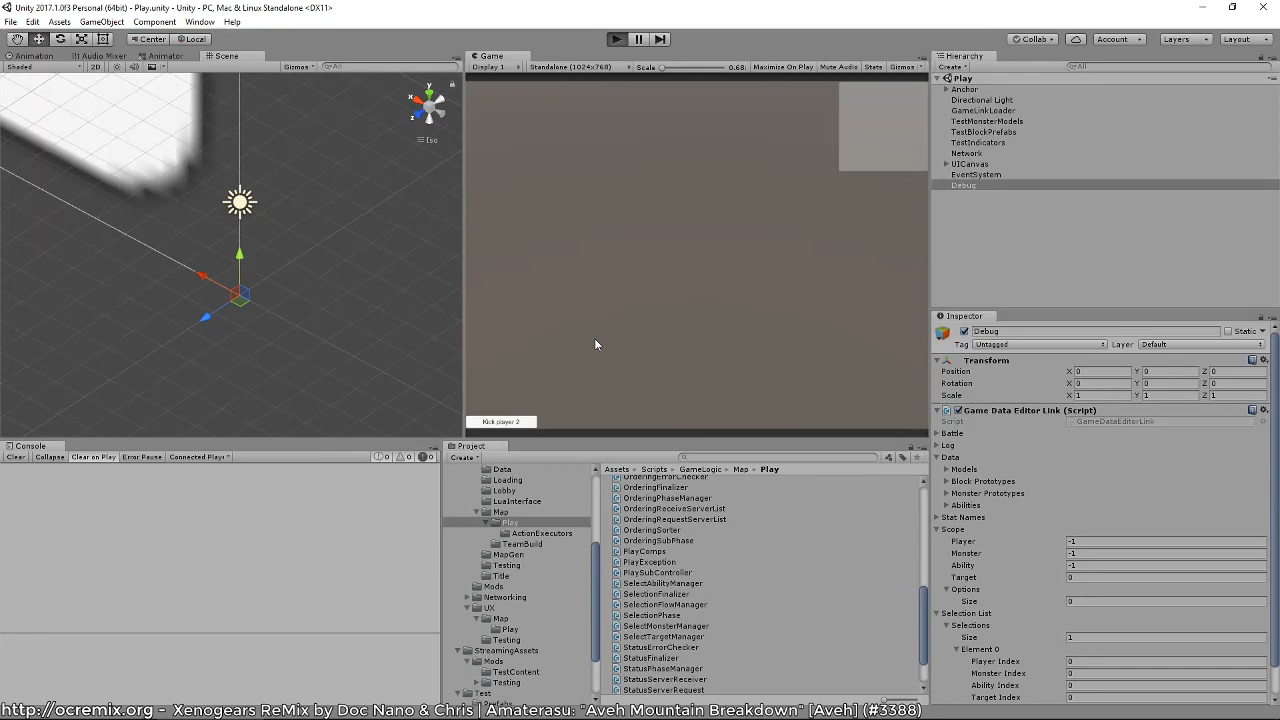 Unity 2017.1.0f3 Personal (64bit) - Play.unity - Unity - PC, Mac & Linux Standalone <DX11>
File Edit Assets GameObject Component Window Help
Center Local Collab Account Layers Layout
Animation Audio Mixer Animator Scene
Shaded 2D Gizmos All
y
x
z
Iso
Game
Display 1 Standalone (1024x768) Scale 0.68 Maximize On Play Mute Audio Stats Gizmos
Kick player 2
Hierarchy
Create All
Play
Anchor
Directional Light
GameLinkLoader
TestMonsterModels
TestBlockPrefabs
TestIndicators
Network
UICanvas
EventSystem
Debug
Inspector
Debug Static
Tag Untagged Layer Default
Transform
Position X 0 Y 0 Z 0
Rotation X 0 Y 0 Z 0
Scale X 1 Y 1 Z 1
Game Data Editor Link (Script)
Script GameDataEditorLink
Battle
Log
Data
Models
Block Prototypes
Monster Prototypes
Abilities
Stat Names
Scope
Player -1
Monster -1
Ability -1
Target 0
Options
Size 0
Selection List
Selections
Size 1
Element 0
Player Index 0
Monster Index 0
Ability Index 0
Target Index 0
Console
Clear Collapse Clear on Play Error Pause Connected Player 0 0 0
Project
Create
Data
Loading
Lobby
LuaInterface
Map
Play
ActionExecutors
TeamBuild
MapGen
Testing
Title
Mods
Networking
UX
Map
Play
Testing
StreamingAssets
Mods
TestContent
Testing
Test
Prefabs
Assets Scripts GameLogic Map Play
OrderingErrorChecker
OrderingFinalizer
OrderingPhaseManager
OrderingReceiveServerList
OrderingRequestServerList
OrderingSorter
OrderingSubPhase
PlayComps
PlayException
PlaySubController
SelectAbilityManager
SelectionFinalizer
SelectionFlowManager
SelectionPhase
SelectMonsterManager
SelectTargetManager
StatusErrorChecker
StatusFinalizer
StatusPhaseManager
StatusServerReceiver
StatusServerRequest
http://ocremix.org - Xenogears ReMix by Doc Nano & Chris | Amaterasu: "Aveh Mountain Breakdown" [Aveh] (#3388)